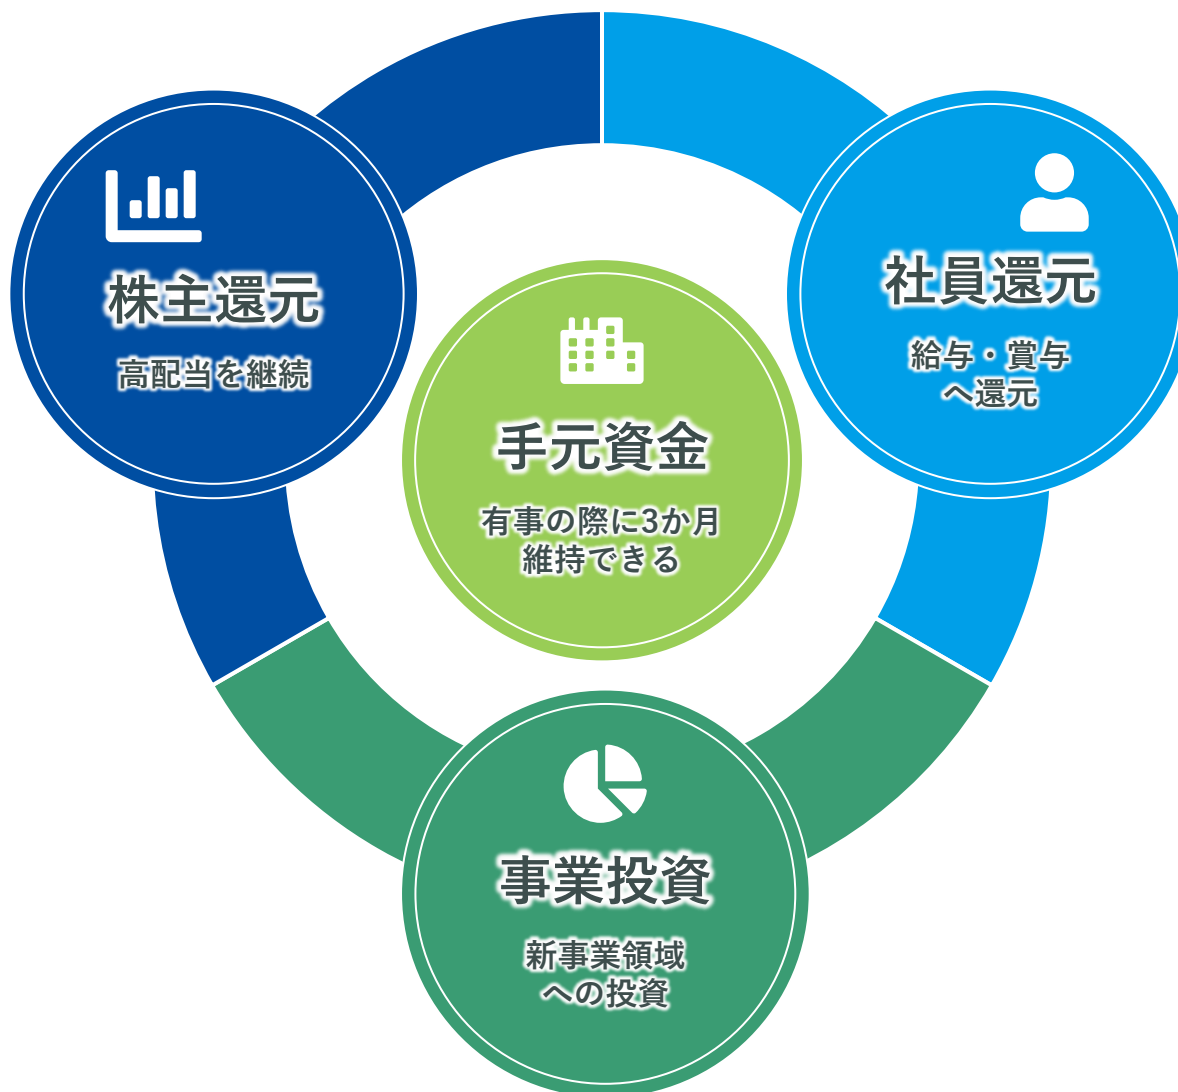 株主還元
高配当を継続
社員還元
給与・賞与
へ還元
手元資金
有事の際に3か月
維持できる
事業投資
新事業領域
への投資